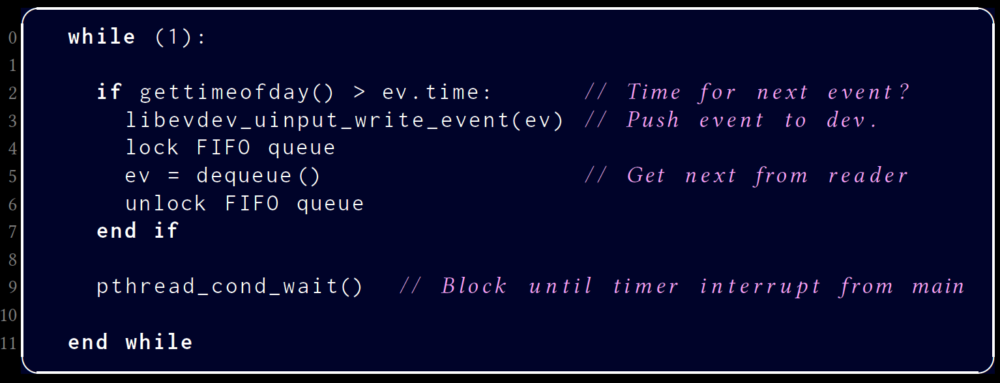 0 while (1):
1
2 if gettimeofday() > ev.time: // Time for next event?
3 libevdev_uinput_write_event(ev) // Push event to dev.
4 lock FIFO queue
5 ev = dequeue() // Get next from reader
6 unlock FIFO queue
7 end if
8
9 pthread_cond_wait() // Block until timer interrupt from main
10
11 end while